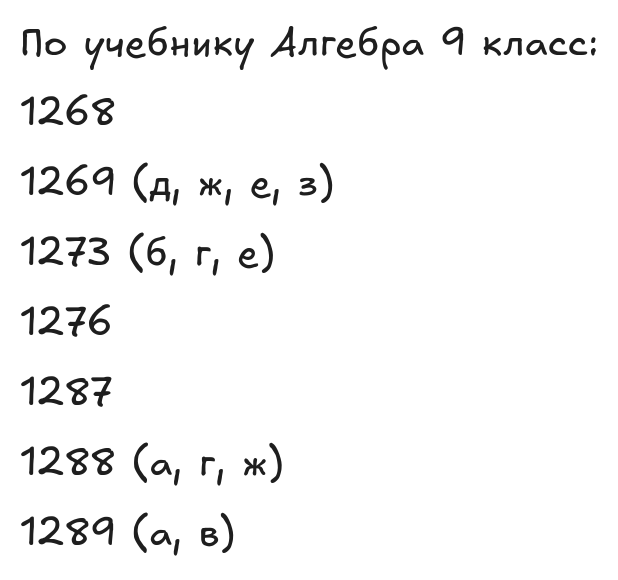 По учебнику Алгебра 9 класс:
1268
1269 (д, ж, е, з)
1273 (б, г, е)
1276
1287
1288 (а, г, ж)
1289 (а, в)